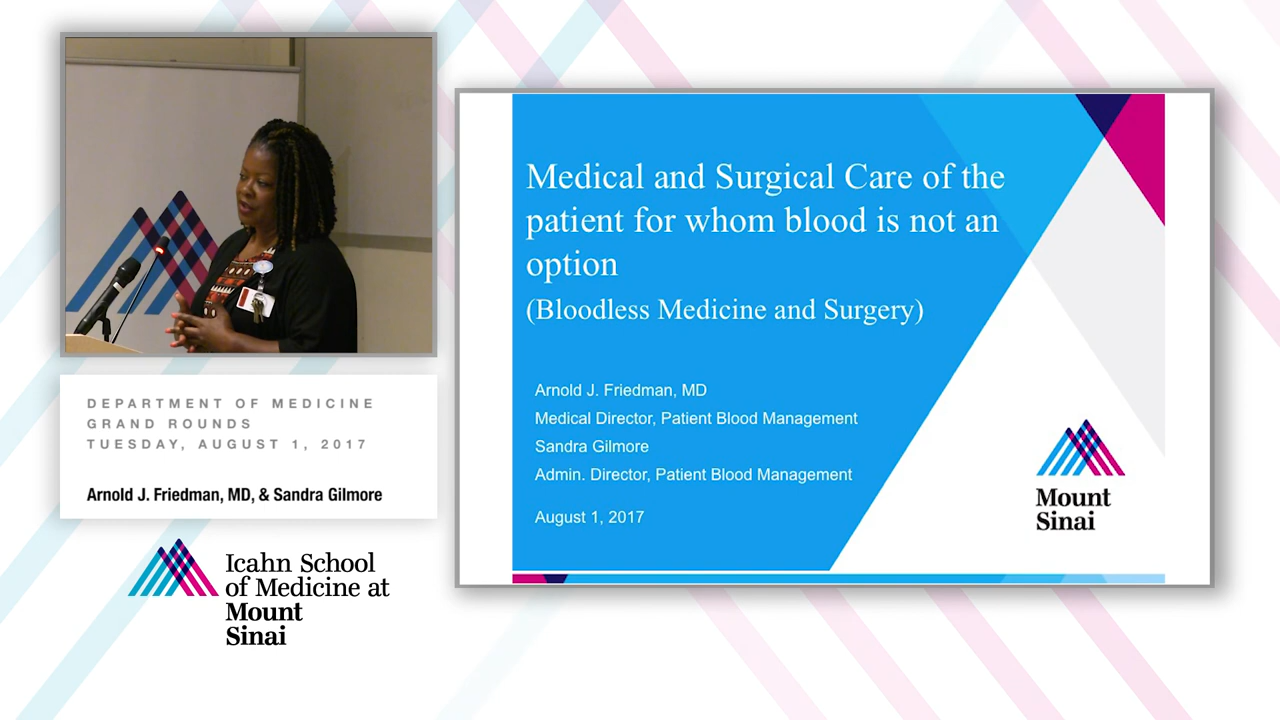 DEPARTMENT OF MEDICINE
GRAND ROUNDS
TUESDAY, AUGUST 1, 2017
Arnold J. Friedman, MD, & Sandra Gilmore
Icahn School
of Medicine at
Mount
Sinai
Medical and Surgical Care of the
patient for whom blood is not an
option
(Bloodless Medicine and Surgery)
Arnold J. Friedman, MD
Medical Director, Patient Blood Management
Sandra Gilmore
Admin. Director, Patient Blood Management
August 1, 2017
Mount
Sinai